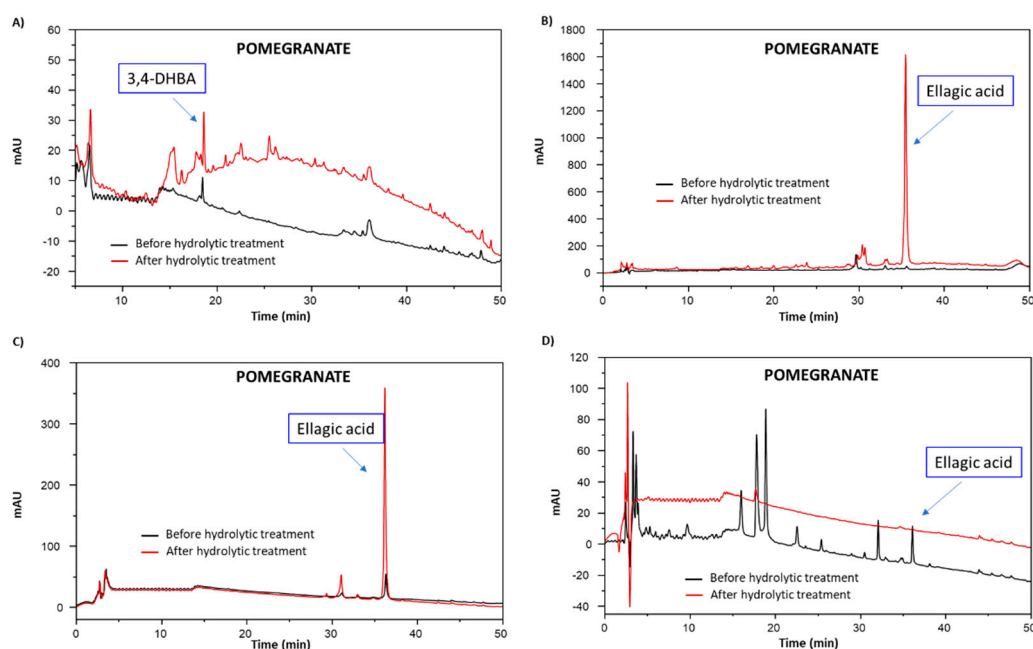 A)
POMEGRANATE
3,4-DHBA
Before hydrolytic treatment
After hydrolytic treatment
mAU
60
50
40
30
20
10
0
-10
-20
10
20
30
40
50
Time (min)
B)
POMEGRANATE
Ellagic acid
Before hydrolytic treatment
After hydrolytic treatment
mAU
1800
1600
1400
1200
1000
800
600
400
200
0
0
10
20
30
40
50
Time (min)
C)
POMEGRANATE
Ellagic acid
Before hydrolytic treatment
After hydrolytic treatment
mAU
400
300
200
100
0
0
10
20
30
40
50
Time (min)
D)
POMEGRANATE
Ellagic acid
Before hydrolytic treatment
After hydrolytic treatment
mAU
120
100
80
60
40
20
0
-20
-40
0
10
20
30
40
50
Time (min)